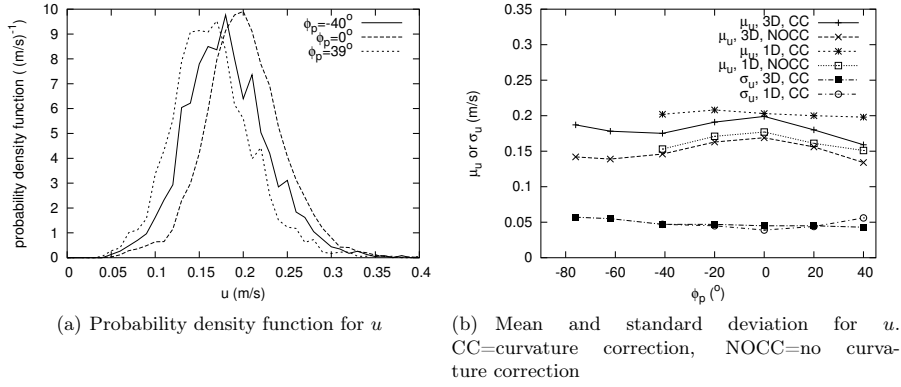 ϕp=-40°
ϕp=0°
ϕp=39°
probability density function ( (m/s)-1)
10
9
8
7
6
5
4
3
2
1
0
0 0.05 0.1 0.15 0.2 0.25 0.3 0.35 0.4
u (m/s)
(a) Probability density function for u
μu, 3D, CC
μu, 3D, NOCC
μu, 1D, CC
μu, 1D, NOCC
σu, 3D, CC
σu, 1D, CC
μu or σu (m/s)
0.35
0.3
0.25
0.2
0.15
0.1
0.05
0
-80 -60 -40 -20 0 20 40
ϕp (°)
(b) Mean and standard deviation for u.
CC=curvature correction, NOCC=no curva-
ture correction